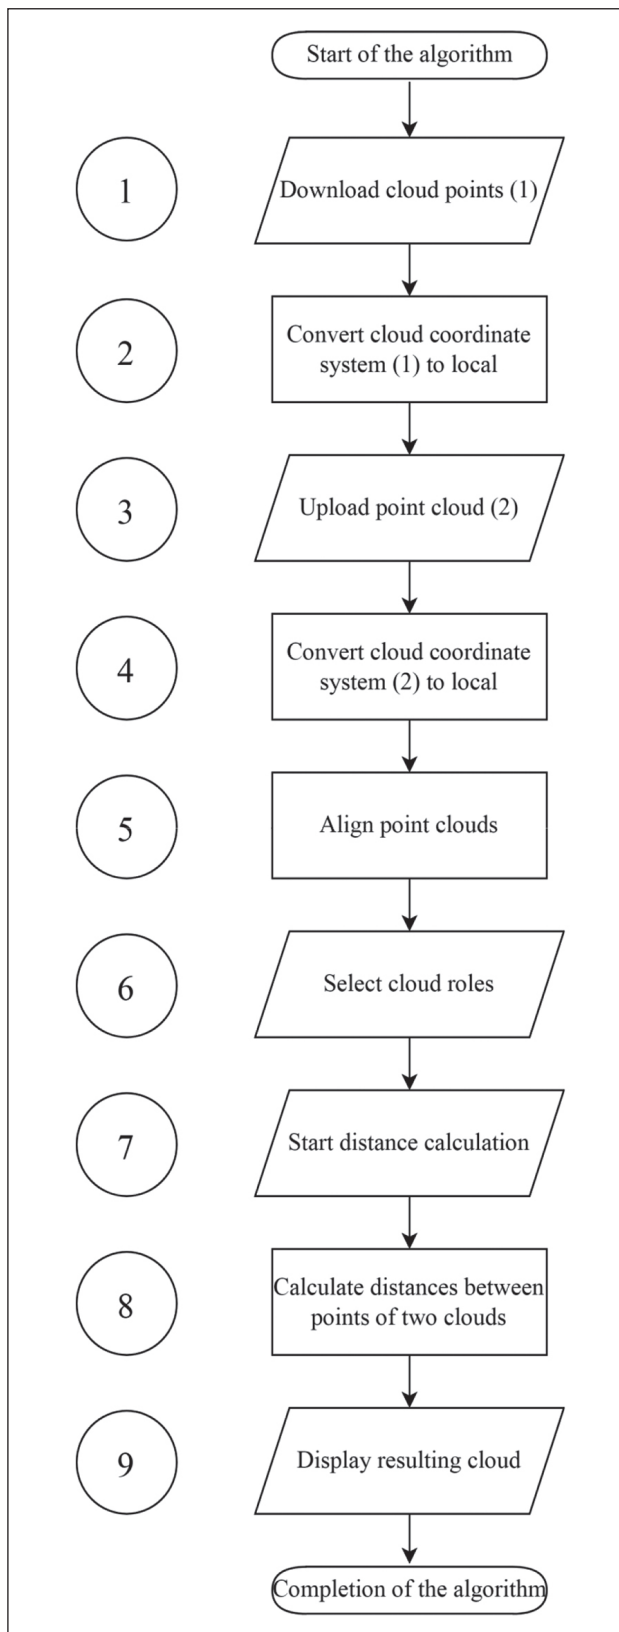 Start of the algorithm
1
Download cloud points (1)
2
Convert cloud coordinate
system (1) to local
3
Upload point cloud (2)
4
Convert cloud coordinate
system (2) to local
5
Align point clouds
6
Select cloud roles
7
Start distance calculation
8
Calculate distances between
points of two clouds
9
Display resulting cloud
Completion of the algorithm